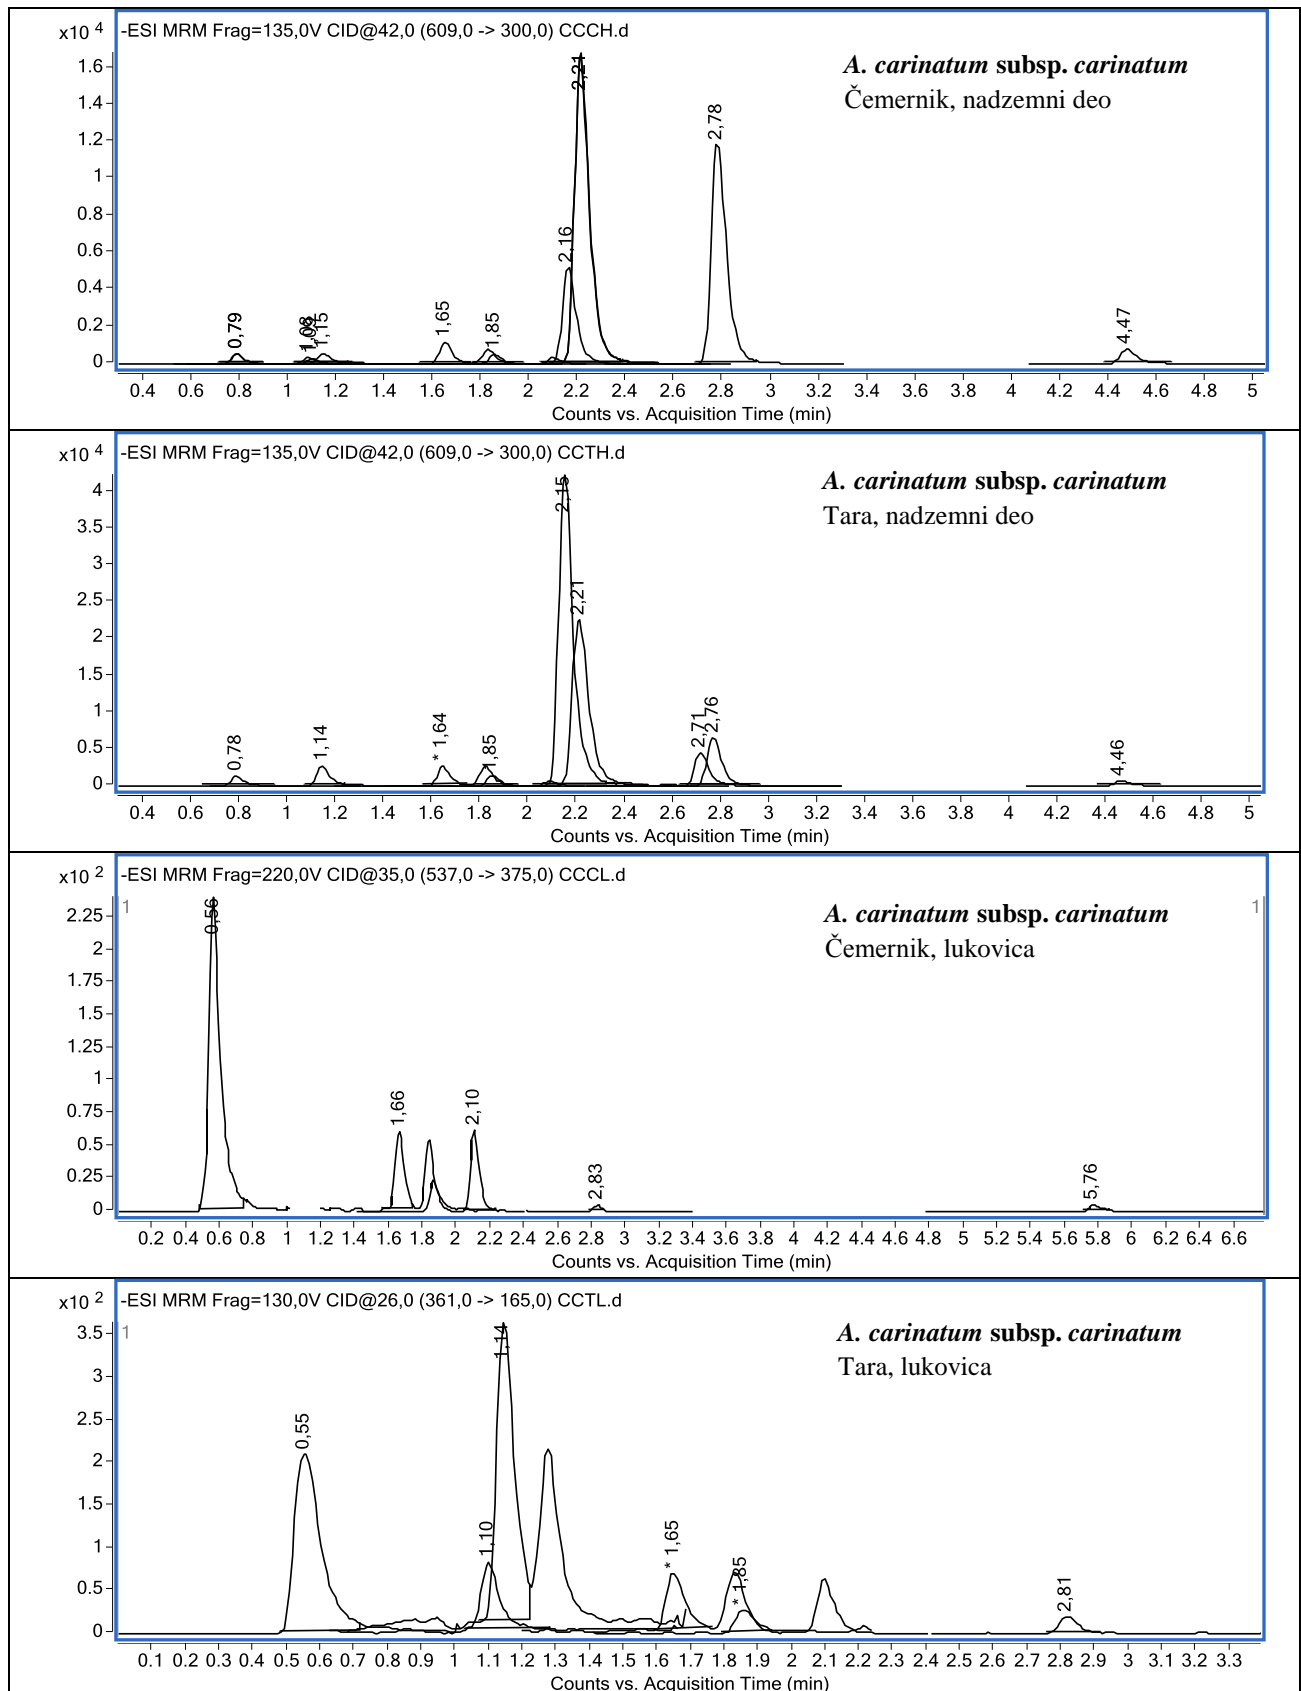 x10 4
-ESI MRM Frag=135,0V CID@42,0 (609,0 -> 300,0) CCCH.d
A. carinatum subsp. carinatum
Čemernik, nadzemni deo
1.6
1.4
1.2
1
0.8
0.6
0.4
0.2
0
0,79
1,08
1,09
1,15
1,65
1,85
2,16
2,21
2,78
4,47
0.4 0.6 0.8 1 1.2 1.4 1.6 1.8 2 2.2 2.4 2.6 2.8 3 3.2 3.4 3.6 3.8 4 4.2 4.4 4.6 4.8 5
Counts vs. Acquisition Time (min)
x10 4
-ESI MRM Frag=135,0V CID@42,0 (609,0 -> 300,0) CCTH.d
A. carinatum subsp. carinatum
Tara, nadzemni deo
4
3.5
3
2.5
2
1.5
1
0.5
0
0,78
1,14
* 1,64
1,85
2,15
2,21
2,71
2,76
4,46
0.4 0.6 0.8 1 1.2 1.4 1.6 1.8 2 2.2 2.4 2.6 2.8 3 3.2 3.4 3.6 3.8 4 4.2 4.4 4.6 4.8 5
Counts vs. Acquisition Time (min)
x10 2
-ESI MRM Frag=220,0V CID@35,0 (537,0 -> 375,0) CCCL.d
1
1
A. carinatum subsp. carinatum
Čemernik, lukovica
2.25
2
1.75
1.5
1.25
1
0.75
0.5
0.25
0
0,56
1,66
2,10
2,83
5,76
0.2 0.4 0.6 0.8 1 1.2 1.4 1.6 1.8 2 2.2 2.4 2.6 2.8 3 3.2 3.4 3.6 3.8 4 4.2 4.4 4.6 4.8 5 5.2 5.4 5.6 5.8 6 6.2 6.4 6.6
Counts vs. Acquisition Time (min)
x10 2
-ESI MRM Frag=130,0V CID@26,0 (361,0 -> 165,0) CCTL.d
1
A. carinatum subsp. carinatum
Tara, lukovica
3.5
3
2.5
2
1.5
1
0.5
0
0,55
1,10
1,14
* 1,65
* 1,85
2,81
0.1 0.2 0.3 0.4 0.5 0.6 0.7 0.8 0.9 1 1.1 1.2 1.3 1.4 1.5 1.6 1.7 1.8 1.9 2 2.1 2.2 2.3 2.4 2.5 2.6 2.7 2.8 2.9 3 3.1 3.2 3.3
Counts vs. Acquisition Time (min)